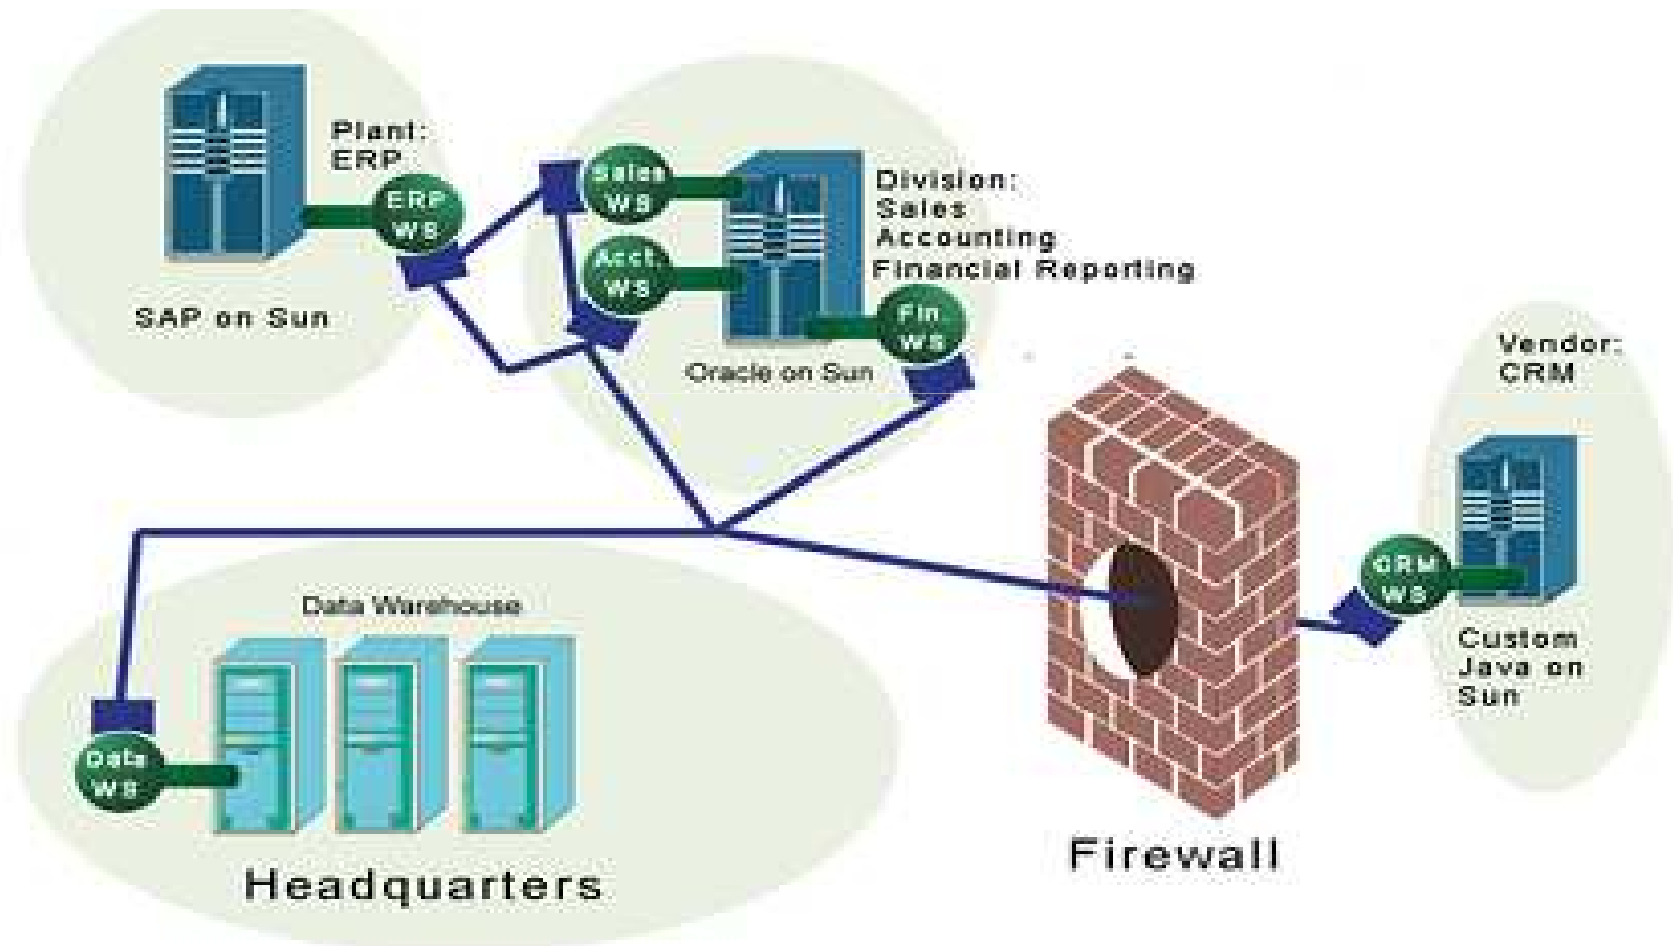 Plant:
ERP
ERP
WS
SAP on Sun
Sales
WS
Acct.
WS
Fin.
WS
Division:
Sales
Accounting
Financial Reporting
Oracle on Sun
Vendor:
CRM
CRM
WS
Custom
Java on
Sun
Data Warehouse
Data
WS
Headquarters
Firewall